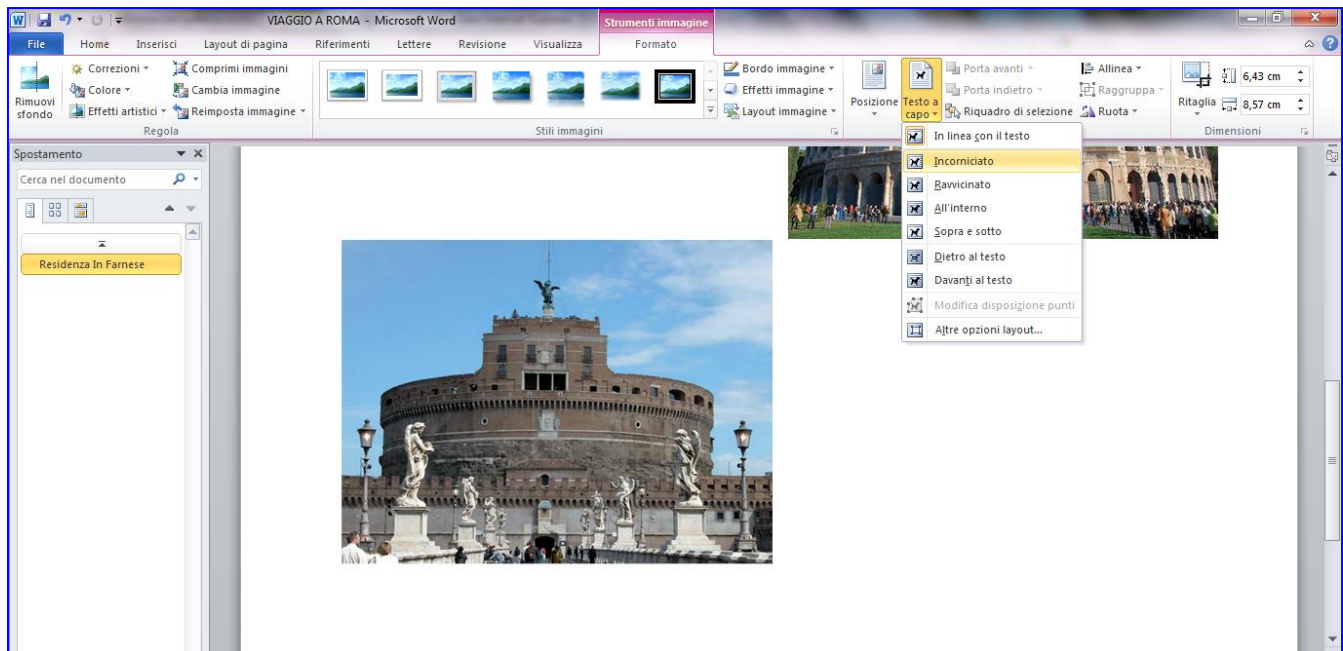 VIAGGIO A ROMA - Microsoft Word
Strumenti immagine
File Home Inserisci Layout di pagina Riferimenti Lettere Revisione Visualizza Formato
Rimuovi sfondo
Correzioni
Colore
Effetti artistici
Comprimi immagini
Cambia immagine
Reimposta immagine
Regola
Stili immagini
Bordo immagine
Effetti immagine
Layout immagine
Posizione
Testo a capo
Porta avanti
Porta indietro
Riquadro di selezione
Allinea
Raggruppa
Ruota
Ritaglia
6,43 cm
8,57 cm
Dimensioni
In linea con il testo
Incorniciato
Ravvicinato
All'interno
Sopra e sotto
Dietro al testo
Davanti al testo
Modifica disposizione punti
Altre opzioni layout...
Spostamento
Cerca nel documento
Residenza In Farnese